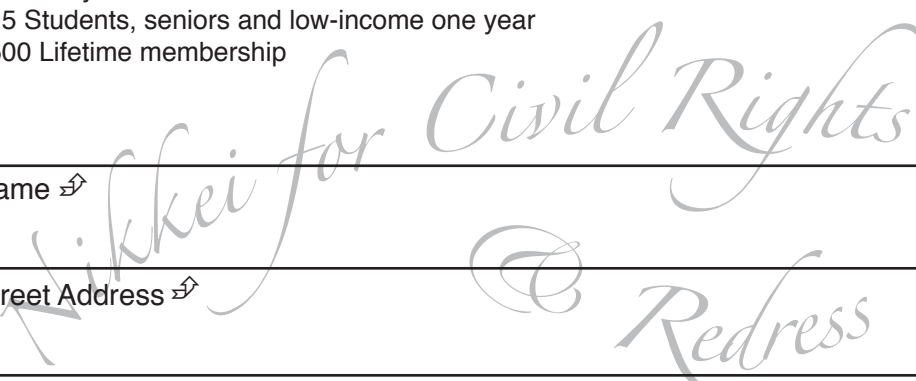 5 Students, seniors and low-income one year
00 Lifetime membership
Nikkei for Civil Rights
ame
reet Address
&
Redress